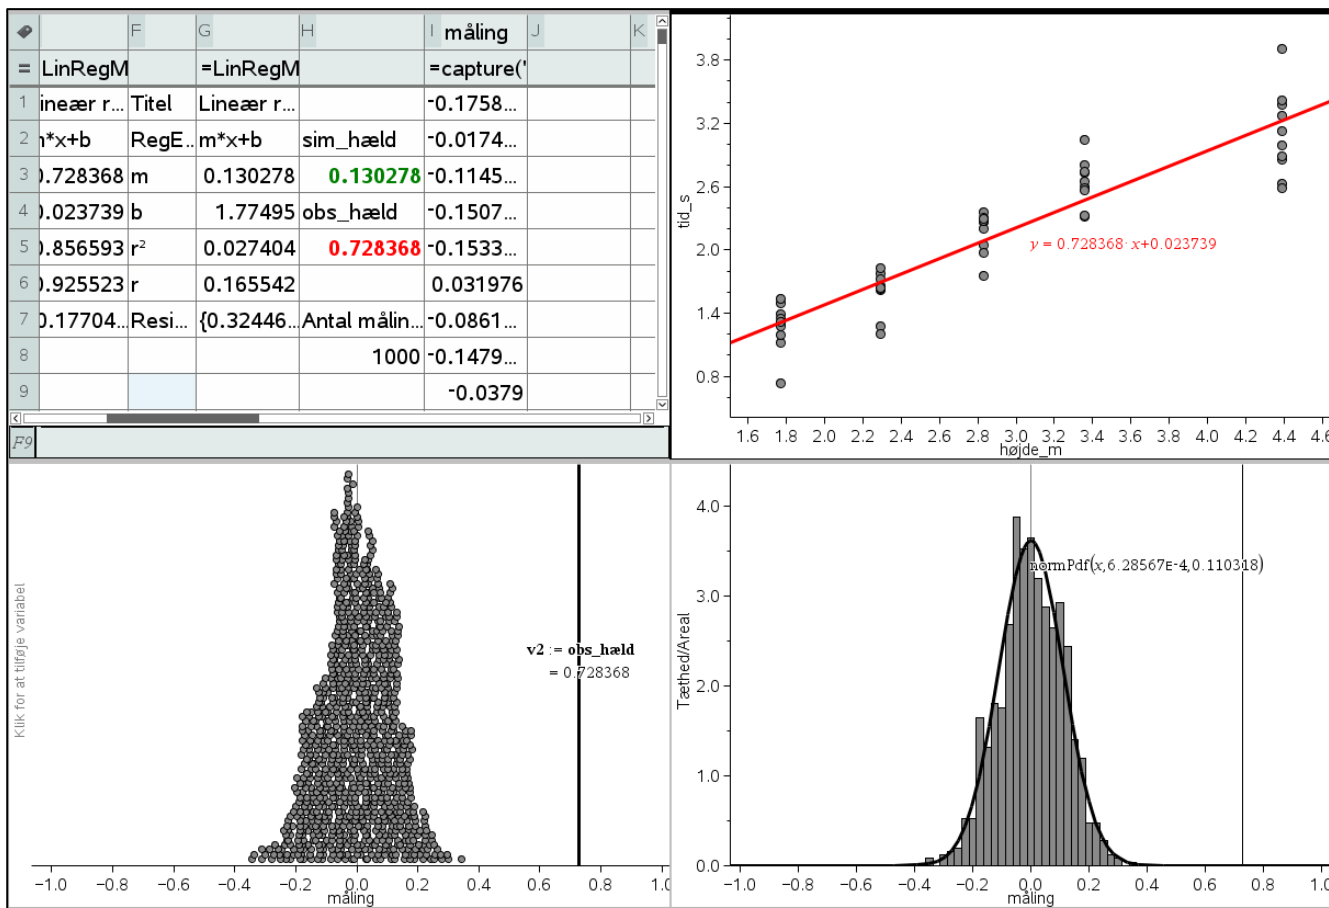 F G H I måling J K
= LinRegM =LinRegM =capture('
1 ineær r... Titel Lineær r... -0.1758...
2 m*x+b RegE... m*x+b sim_hæld -0.0174...
3 0.728368 m 0.130278 0.130278 -0.1145...
4 0.023739 b 1.77495 obs_hæld -0.1507...
5 0.856593 r² 0.027404 0.728368 -0.1533...
6 0.925523 r 0.165542 0.031976
7 0.17704... Resi... {0.32446... Antal målin... -0.0861...
8 1000 -0.1479...
9 -0.0379
F9
tid_s
3.8
3.2
2.6
2.0
1.4
0.8
y = 0.728368· x+0.023739
1.6 1.8 2.0 2.2 2.4 2.6 2.8 3.0 3.2 3.4 3.6 3.8 4.0 4.2 4.4 4.6
højde_m
Klik for at tilføje variabel
v2 := obs_hæld
= 0.728368
-1.0 -0.8 -0.6 -0.4 -0.2 0.0 0.2 0.4 0.6 0.8 1.0
måling
Tæthed/Areal
4.0
3.0
2.0
1.0
0.0
normPdf(x,6.28567E-4,0.110318)
-1.0 -0.8 -0.6 -0.4 -0.2 0.0 0.2 0.4 0.6 0.8 1.0
måling